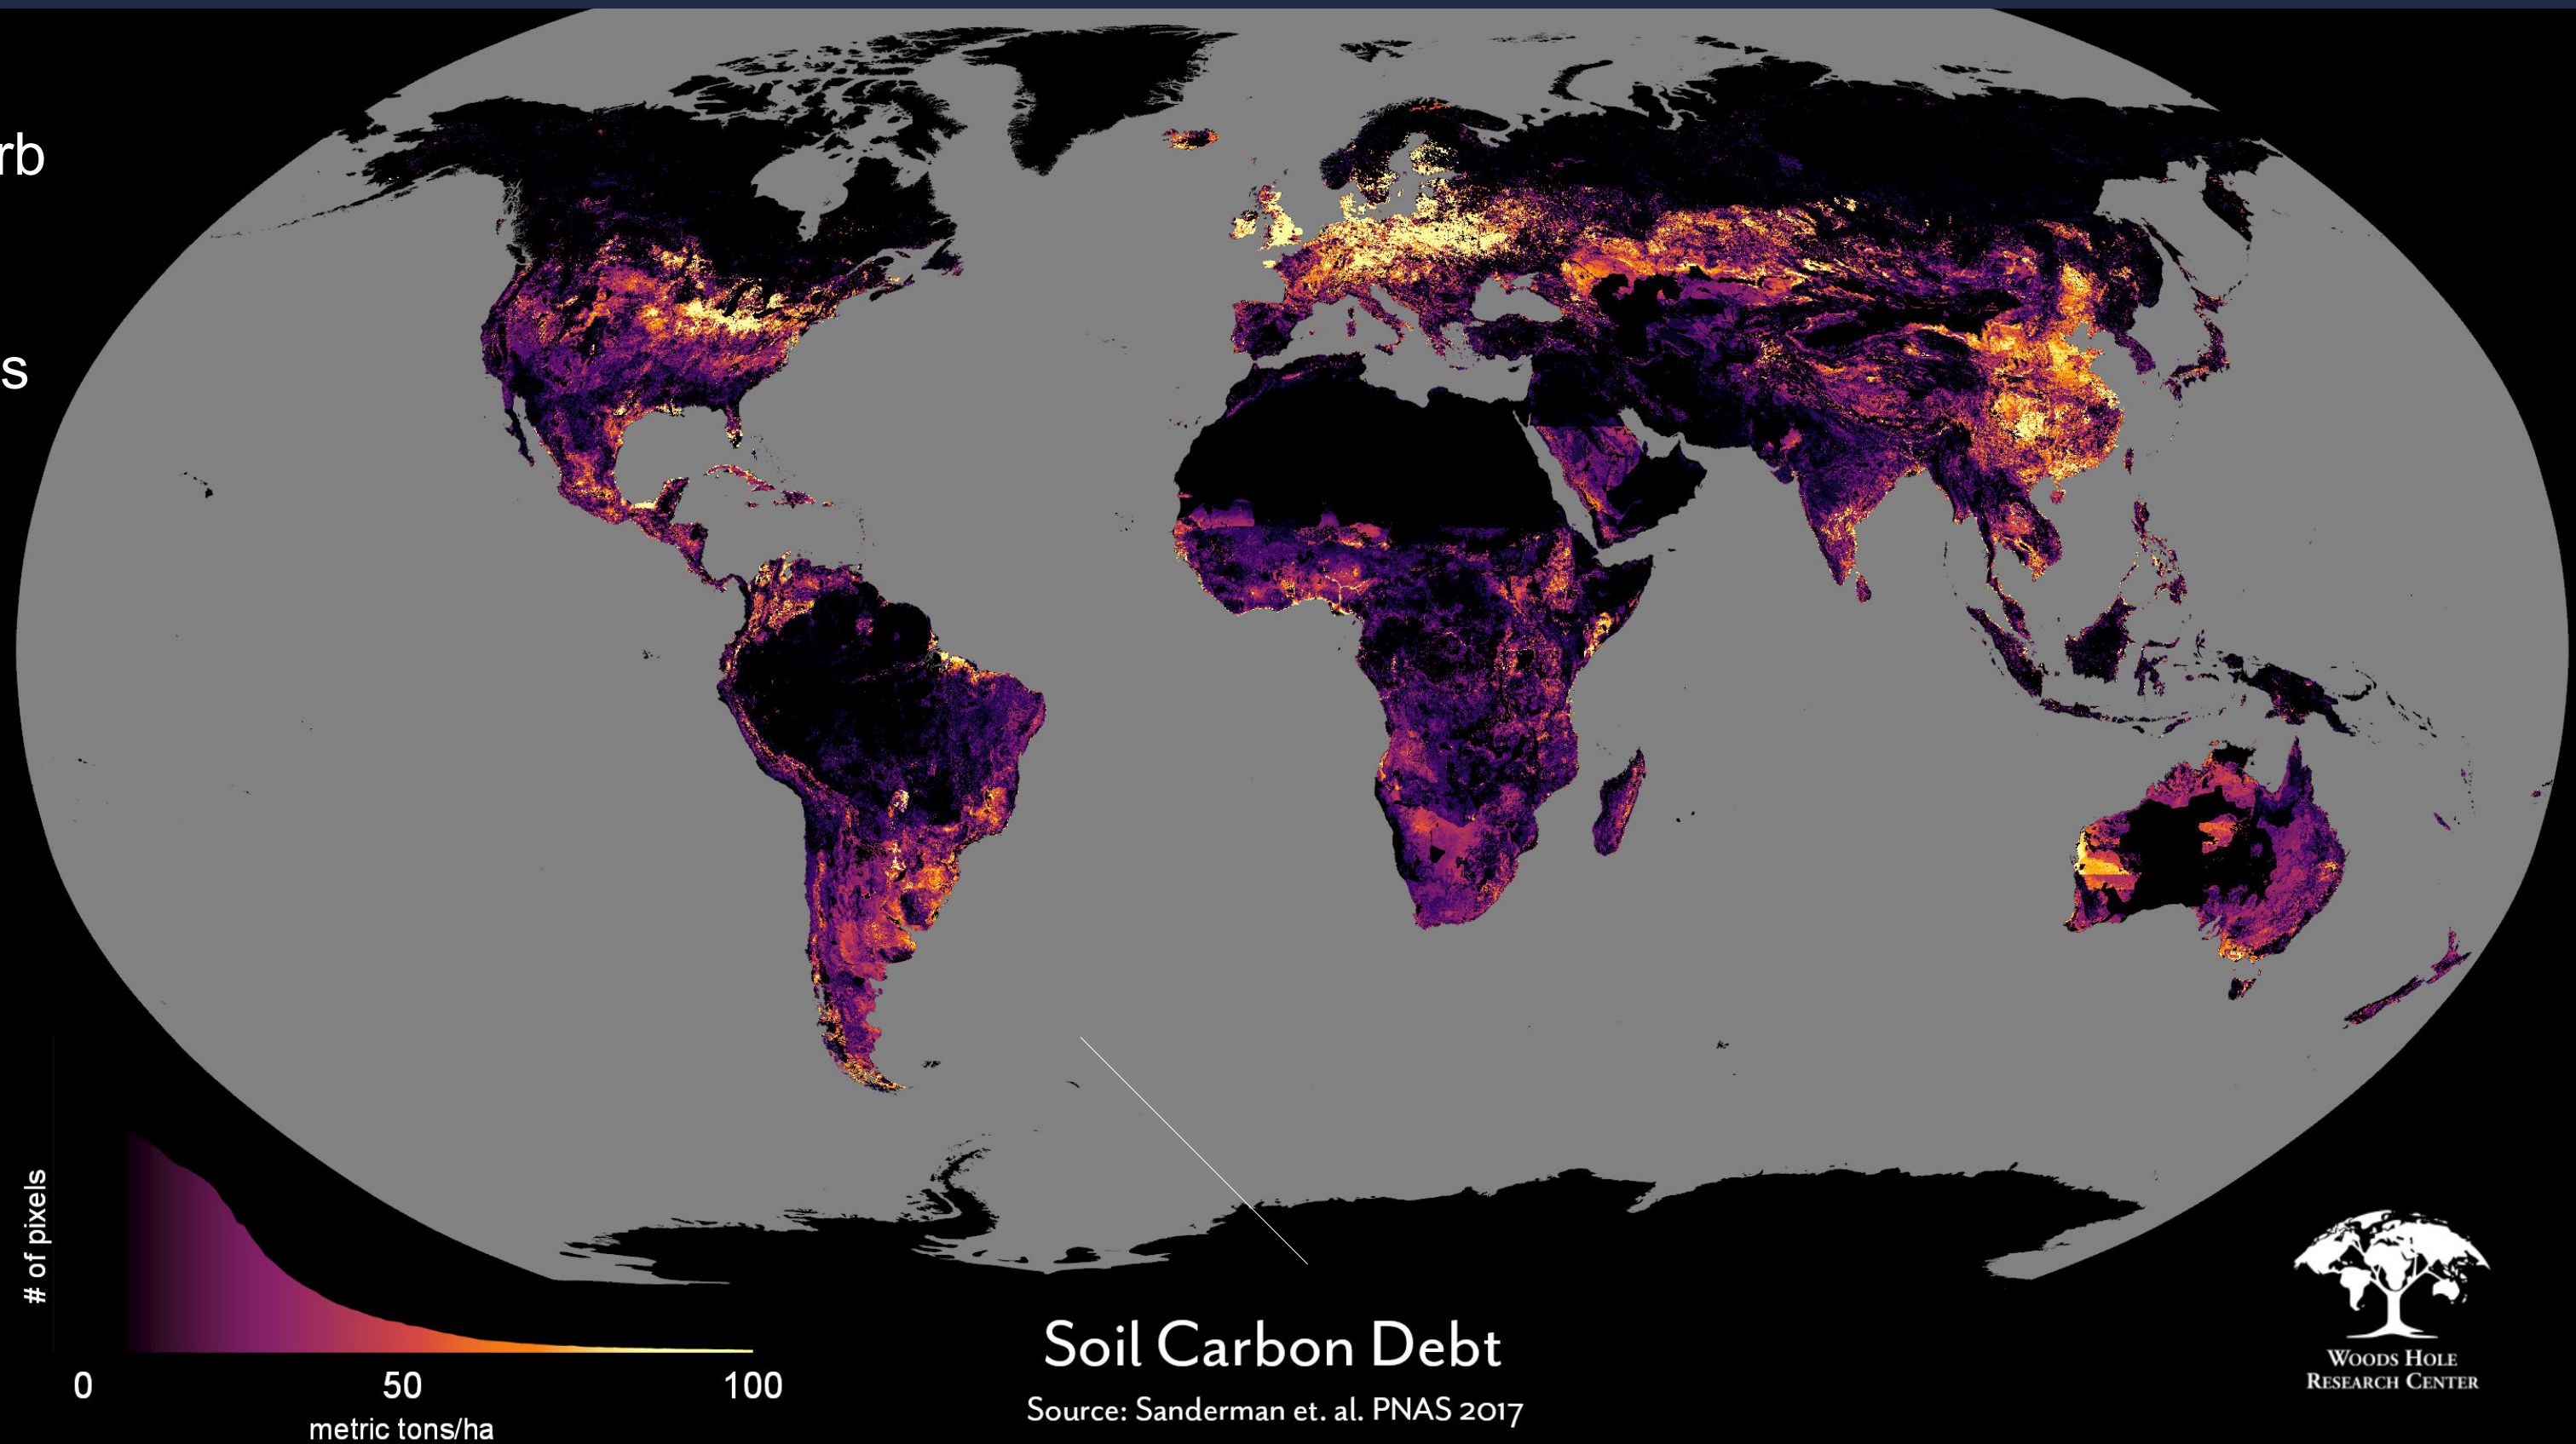 rb
s
# of pixels
0 50 100
metric tons/ha
Soil Carbon Debt
Source: Sanderman et. al. PNAS 2017
WOODS HOLE
RESEARCH CENTER